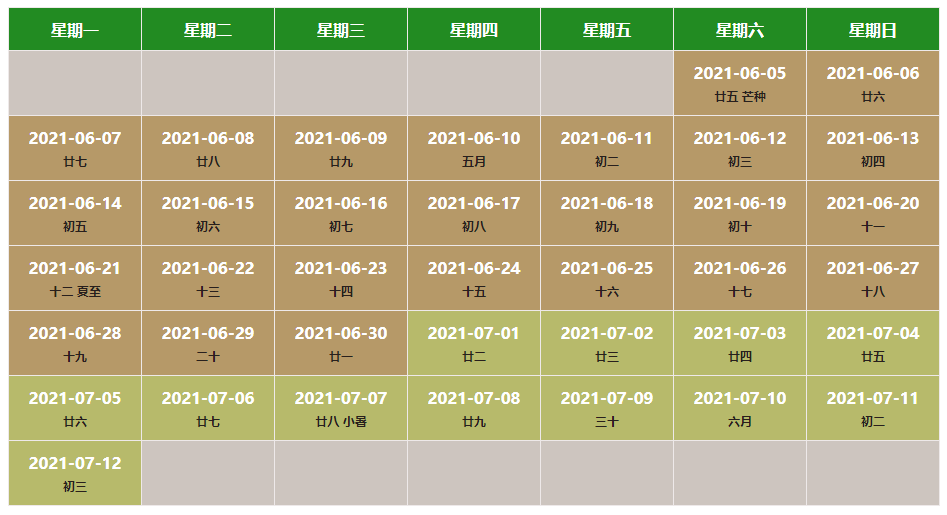 星期一 星期二 星期三 星期四 星期五 星期六 星期日
2021-06-05 2021-06-06
廿五 芒种 廿六
2021-06-07 2021-06-08 2021-06-09 2021-06-10 2021-06-11 2021-06-12 2021-06-13
廿七 廿八 廿九 五月 初二 初三 初四
2021-06-14 2021-06-15 2021-06-16 2021-06-17 2021-06-18 2021-06-19 2021-06-20
初五 初六 初七 初八 初九 初十 十一
2021-06-21 2021-06-22 2021-06-23 2021-06-24 2021-06-25 2021-06-26 2021-06-27
十二 夏至 十三 十四 十五 十六 十七 十八
2021-06-28 2021-06-29 2021-06-30 2021-07-01 2021-07-02 2021-07-03 2021-07-04
十九 二十 廿一 廿二 廿三 廿四 廿五
2021-07-05 2021-07-06 2021-07-07 2021-07-08 2021-07-09 2021-07-10 2021-07-11
廿六 廿七 廿八 小暑 廿九 三十 六月 初二
2021-07-12
初三